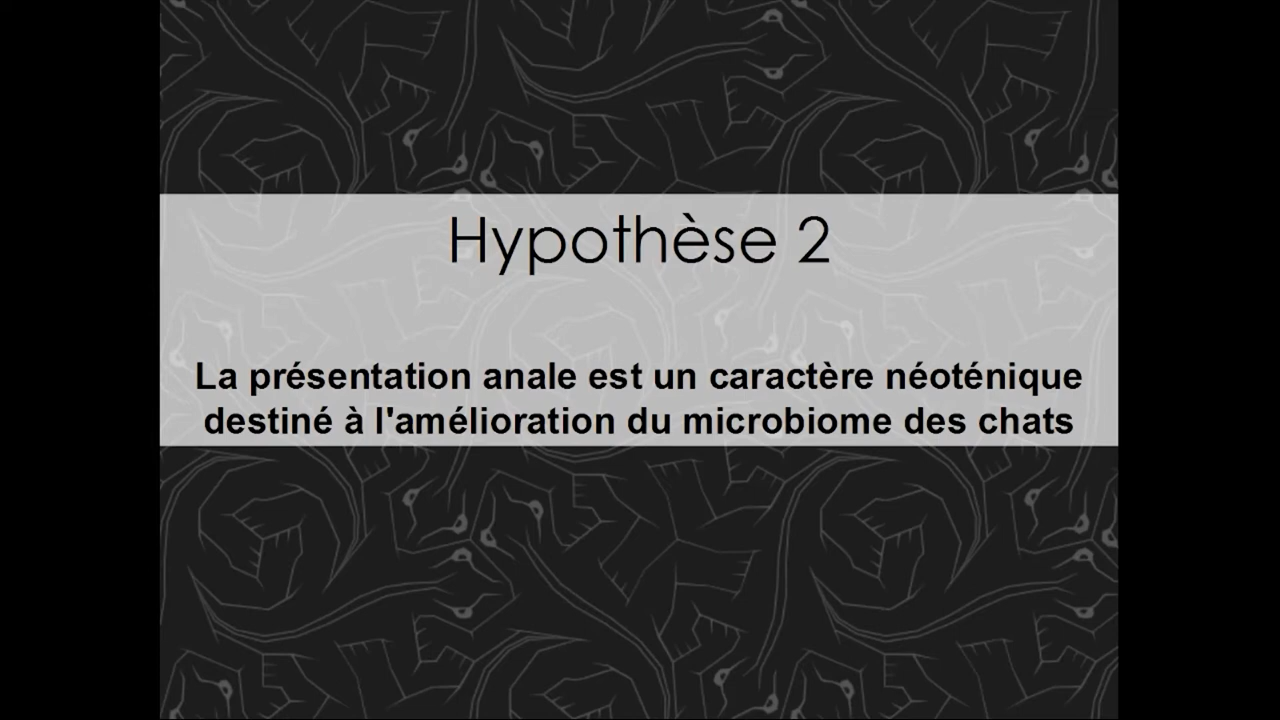 Hypothèse 2
La présentation anale est un caractère néoténique
destiné à l'amélioration du microbiome des chats